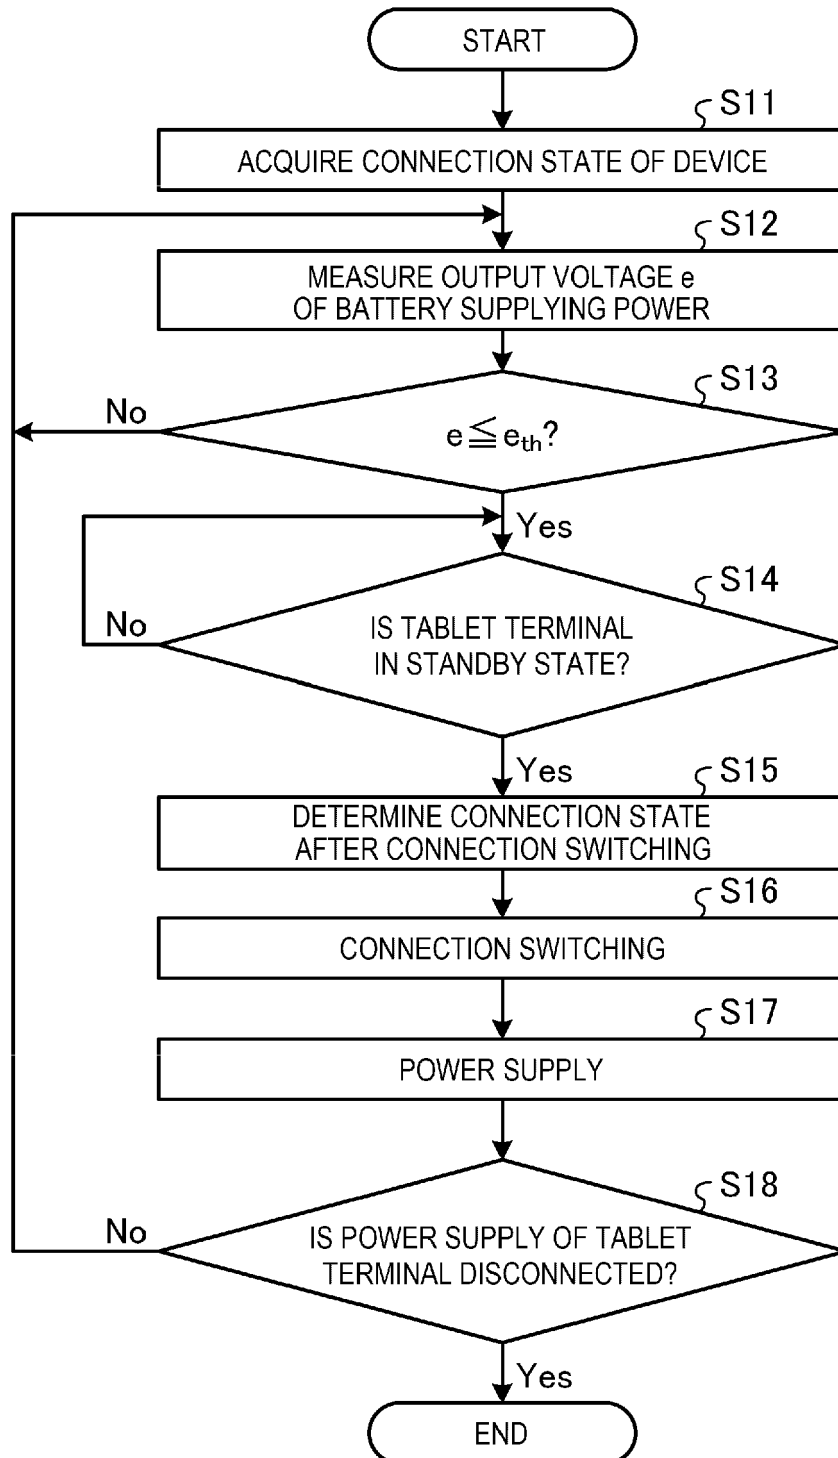 START
S11
ACQUIRE CONNECTION STATE OF DEVICE
S12
MEASURE OUTPUT VOLTAGE e
OF BATTERY SUPPLYING POWER
S13
No
e≦eth?
Yes
S14
No
IS TABLET TERMINAL
IN STANDBY STATE?
Yes
S15
DETERMINE CONNECTION STATE
AFTER CONNECTION SWITCHING
S16
CONNECTION SWITCHING
S17
POWER SUPPLY
S18
No
IS POWER SUPPLY OF TABLET
TERMINAL DISCONNECTED?
Yes
END